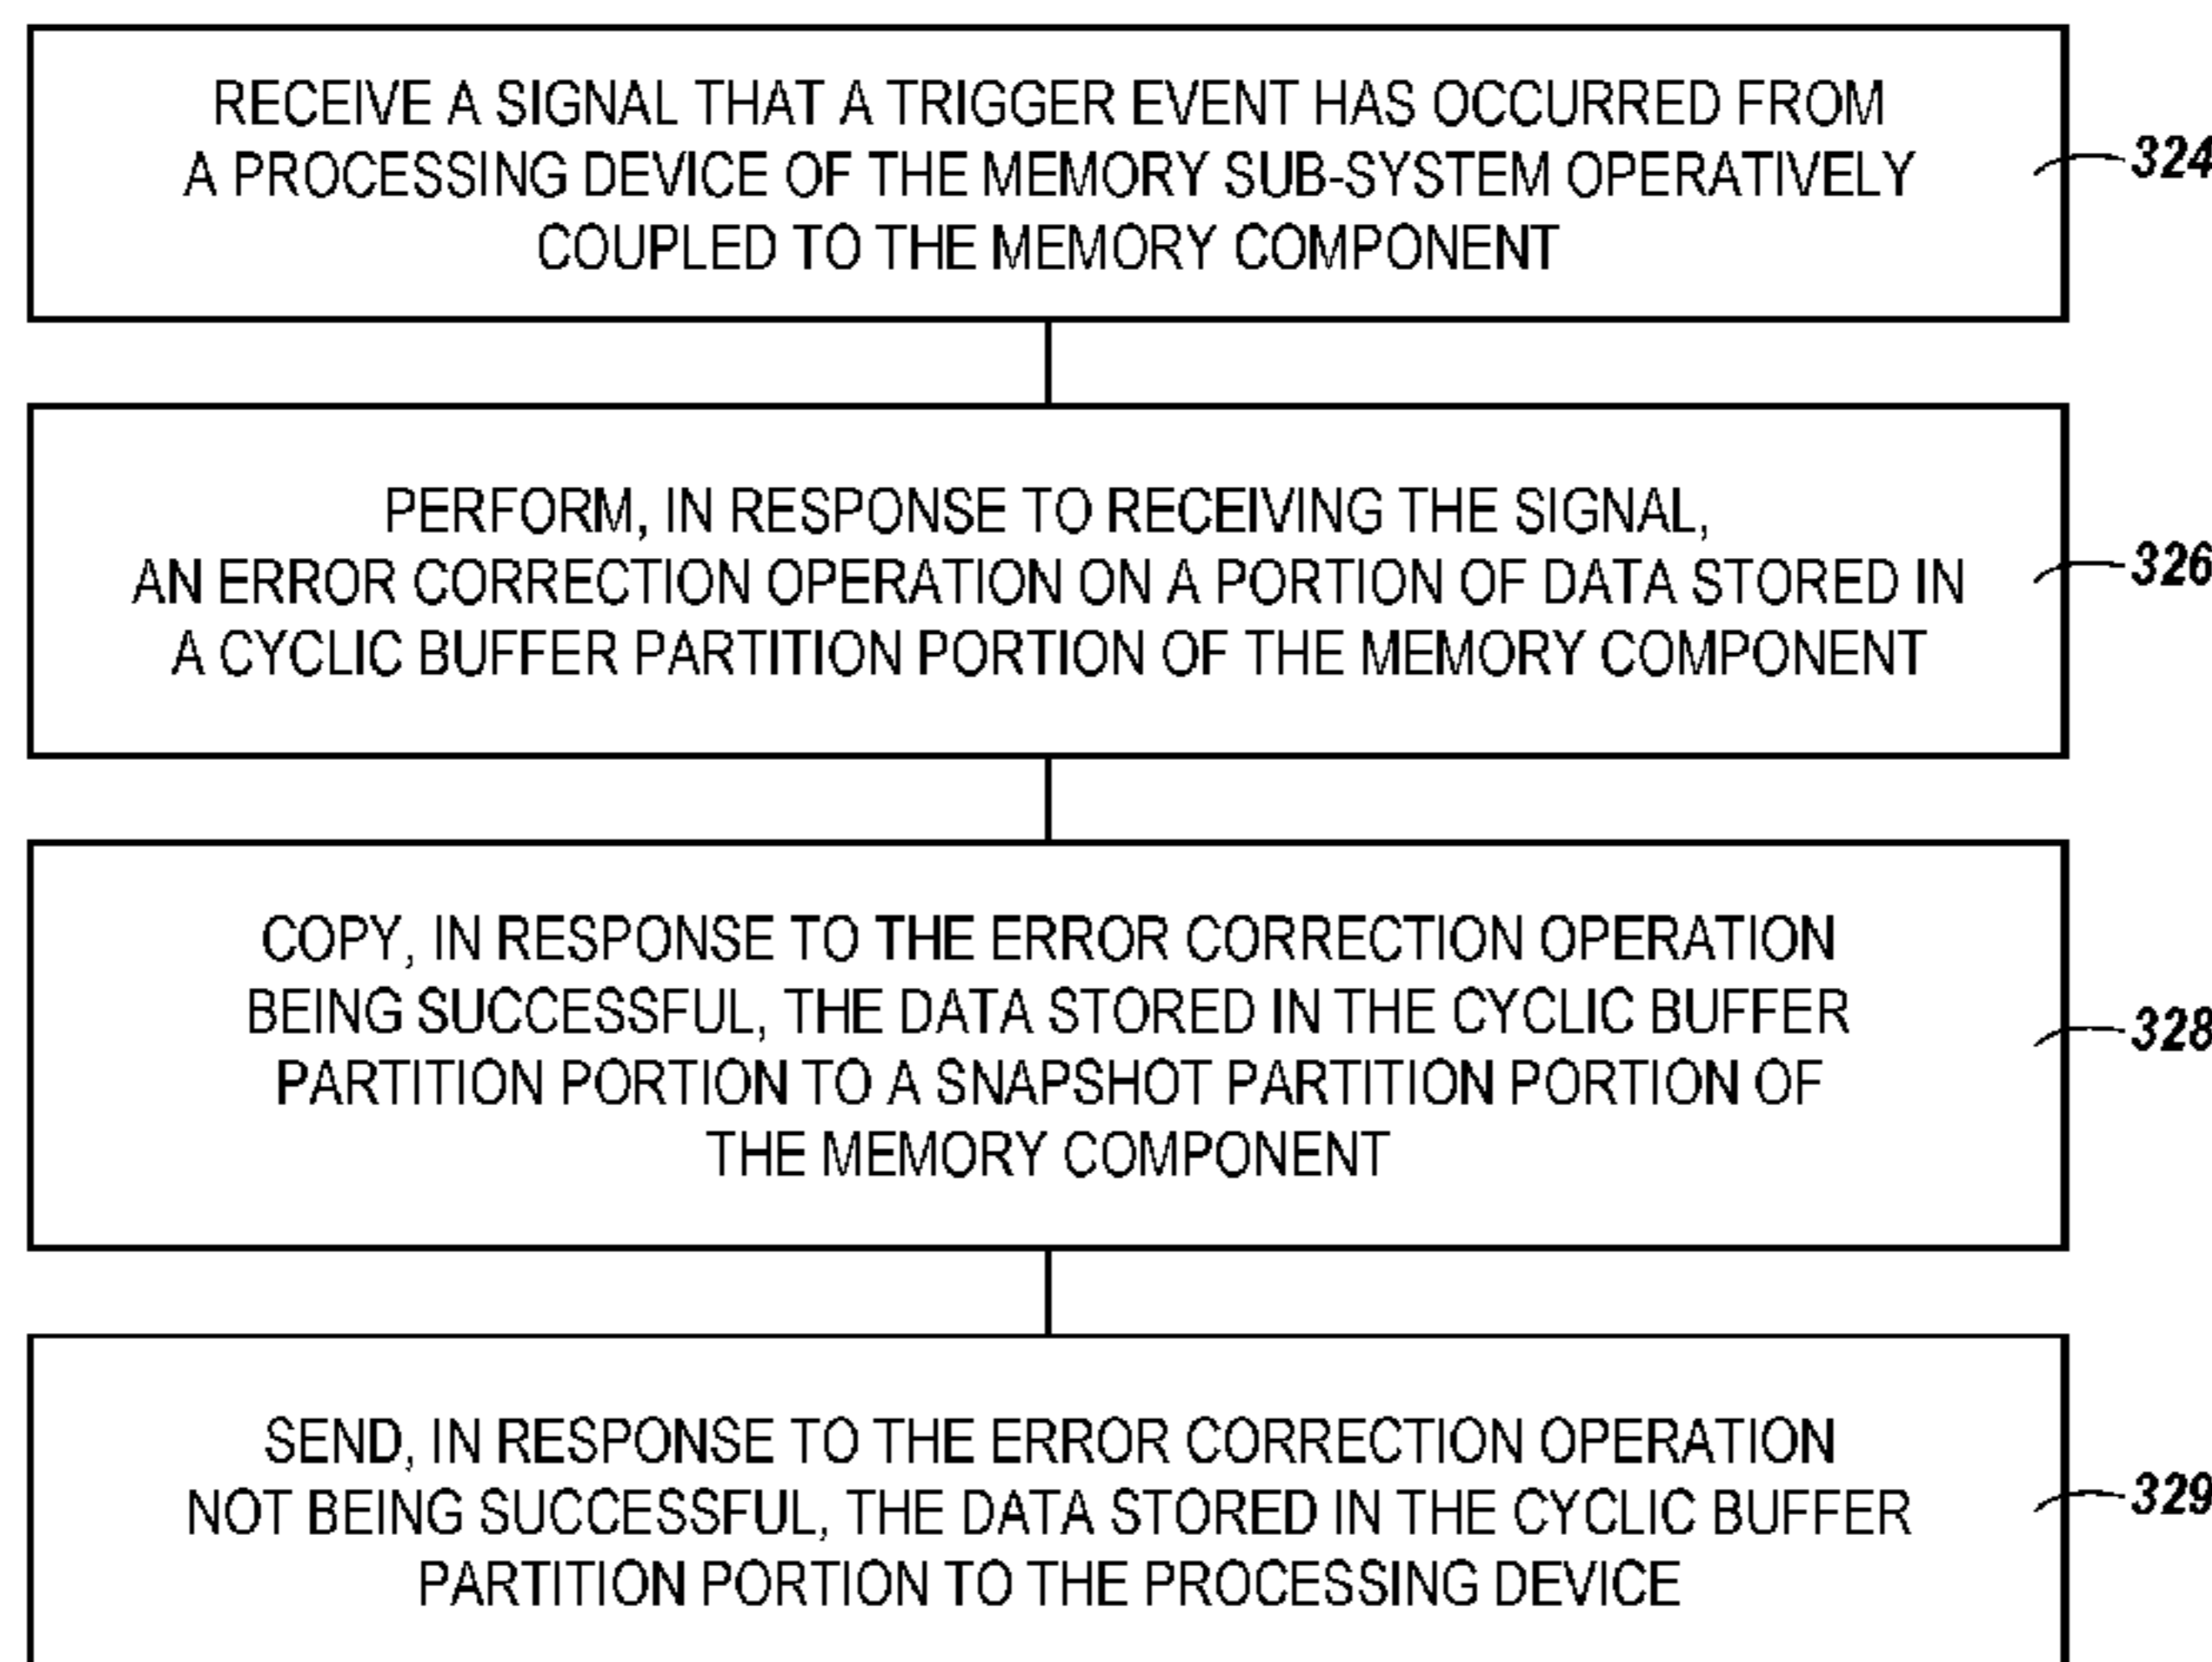 RECEIVE A SIGNAL THAT A TRIGGER EVENT HAS OCCURRED FROM
A PROCESSING DEVICE OF THE MEMORY SUB-SYSTEM OPERATIVELY
COUPLED TO THE MEMORY COMPONENT
324
PERFORM, IN RESPONSE TO RECEIVING THE SIGNAL,
AN ERROR CORRECTION OPERATION ON A PORTION OF DATA STORED IN
A CYCLIC BUFFER PARTITION PORTION OF THE MEMORY COMPONENT
326
COPY, IN RESPONSE TO THE ERROR CORRECTION OPERATION
BEING SUCCESSFUL, THE DATA STORED IN THE CYCLIC BUFFER
PARTITION PORTION TO A SNAPSHOT PARTITION PORTION OF
THE MEMORY COMPONENT
328
SEND, IN RESPONSE TO THE ERROR CORRECTION OPERATION
NOT BEING SUCCESSFUL, THE DATA STORED IN THE CYCLIC BUFFER
PARTITION PORTION TO THE PROCESSING DEVICE
329